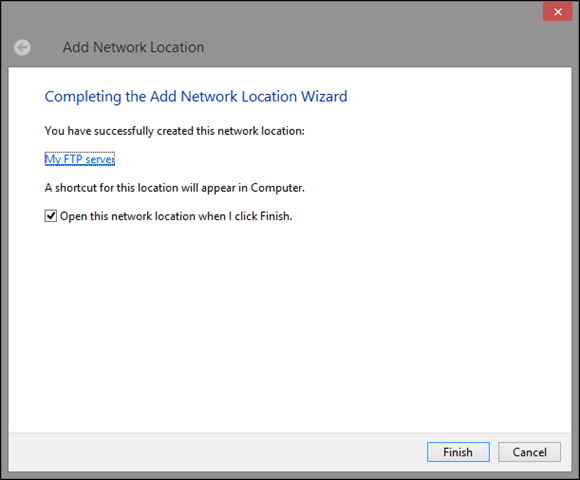 Add Network Location
Completing the Add Network Location Wizard
You have successfully created this network location:
My FTP server
A shortcut for this location will appear in Computer.
Open this network location when I click Finish.
Finish
Cancel